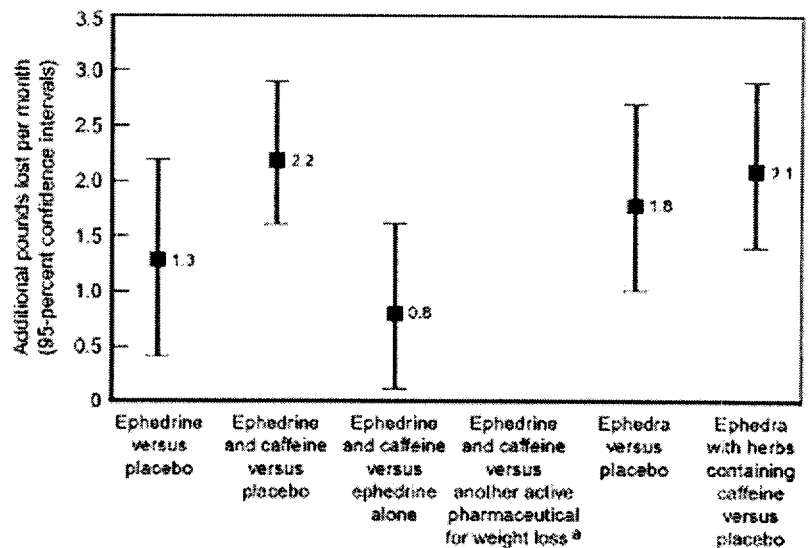 Additional pounds lost per month
(95-percent confidence intervals)
3.5
3.0
2.5
2.0
1.5
1.0
0.5
0
1.3
2.2
0.8
1.8
2.1
Ephedrine
versus
placebo
Ephedrine
and caffeine
versus
placebo
Ephedrine
and caffeine
versus
ephedrine
alone
Ephedrine
and caffeine
versus
another active
pharmaceutical
for weight loss a
Ephedra
versus
placebo
Ephedra
with herbs
containing
caffeine
versus
placebo